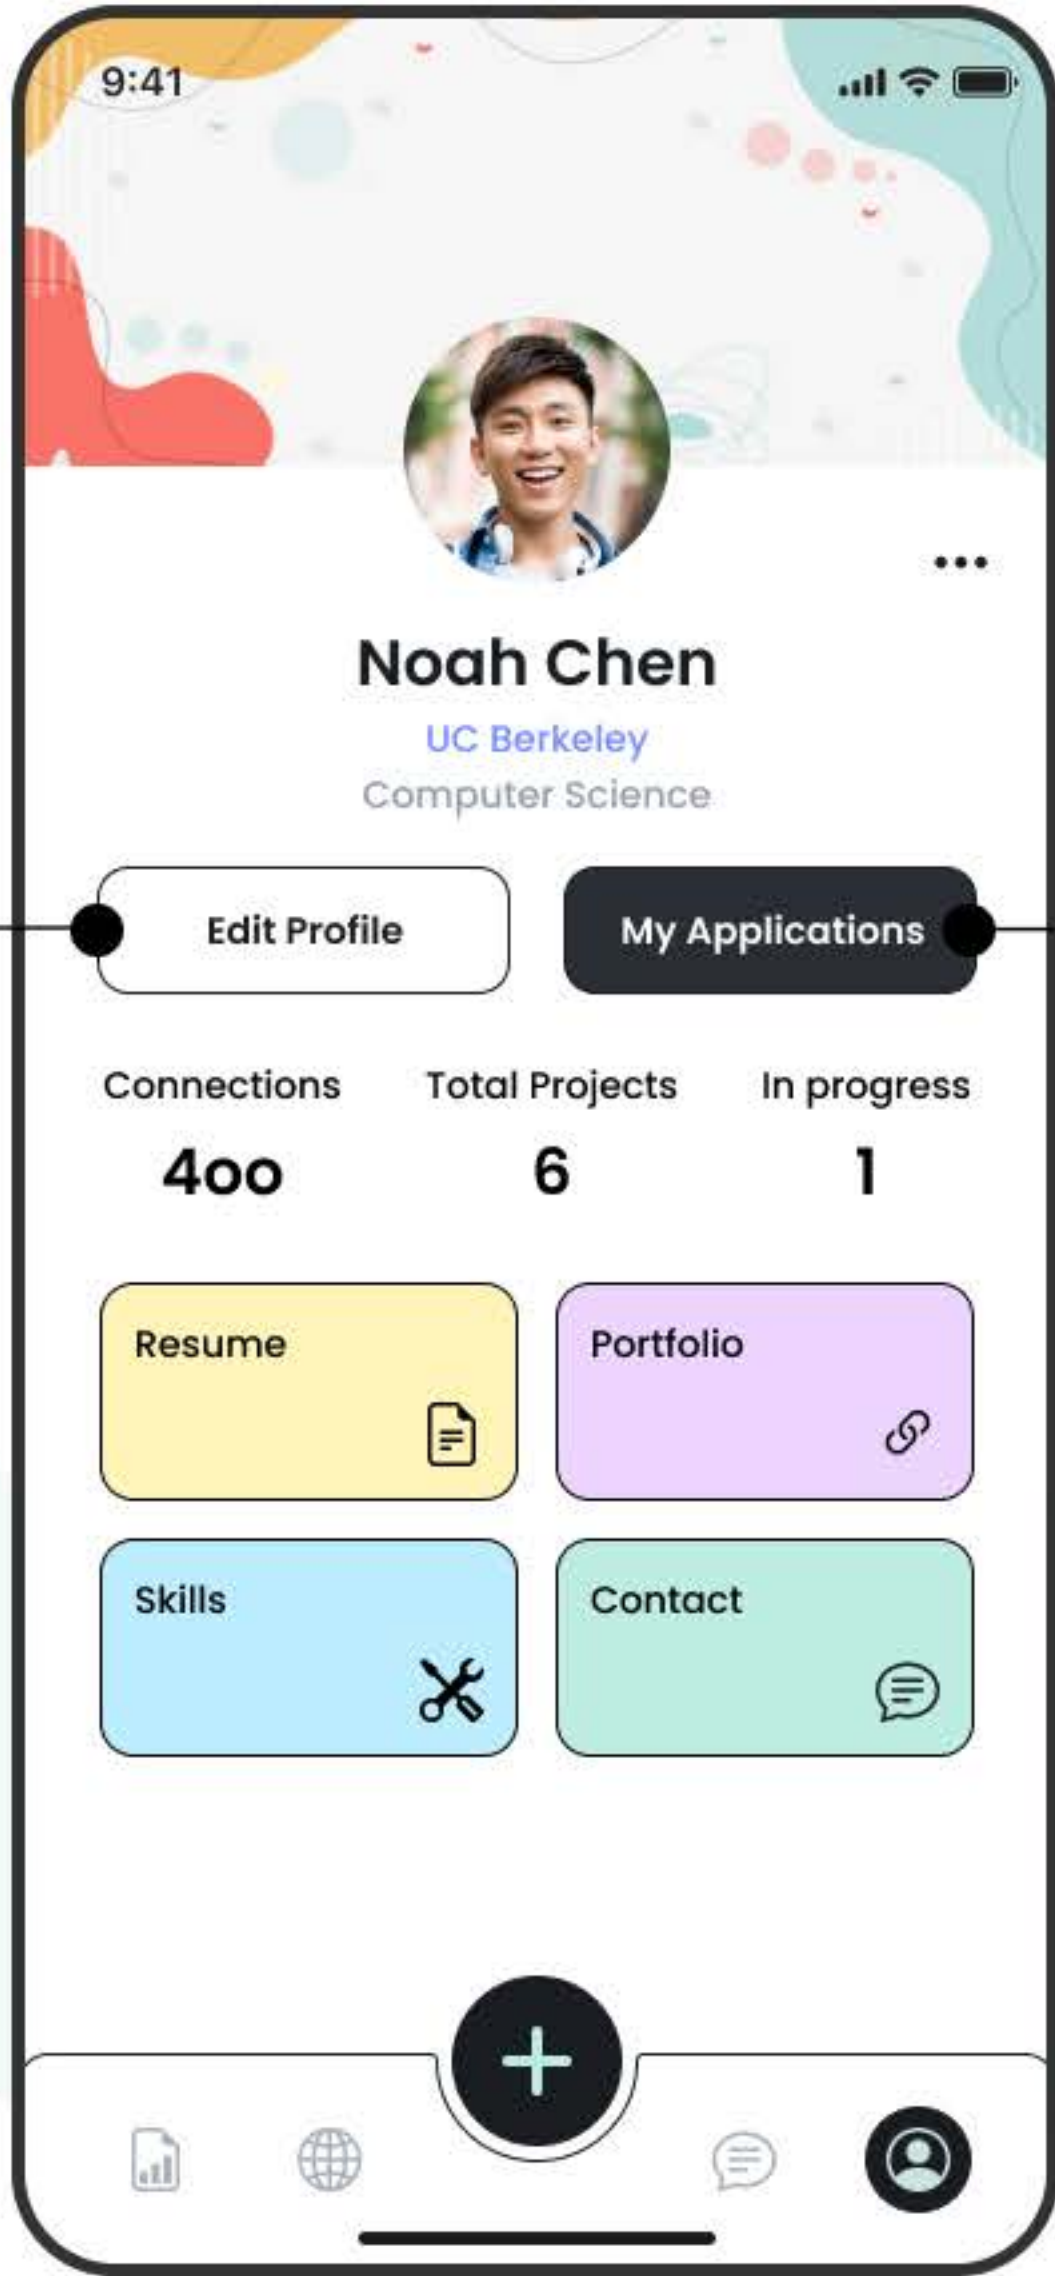 9:41
Noah Chen
UC Berkeley
Computer Science
Edit Profile
My Applications
Connections
Total Projects
In progress
4oo
6
1
Resume
Portfolio
Skills
Contact